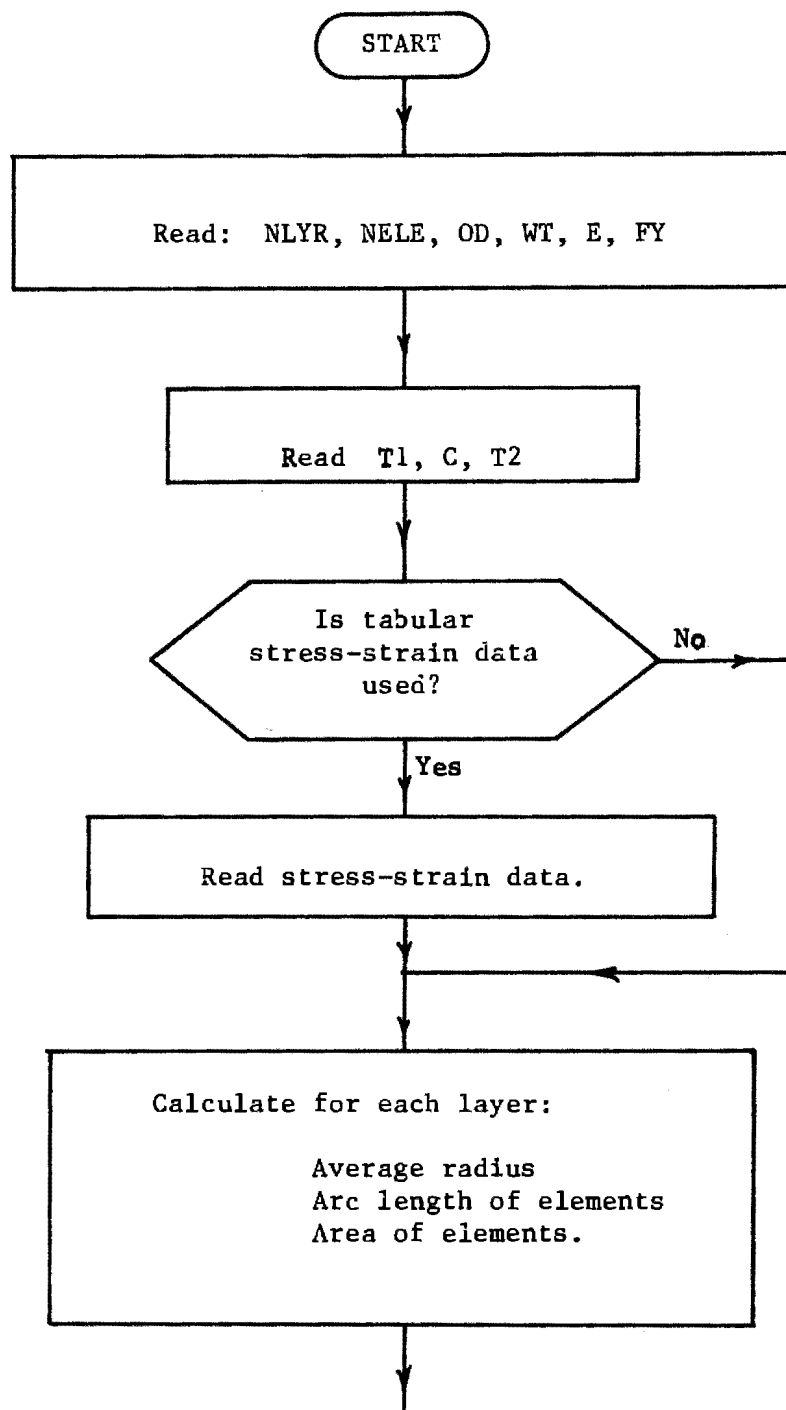 START
Read: NLYR, NELE, OD, WT, E, FY
Read T1, C, T2
Is tabular
stress-strain data
used?
No
Yes
Read stress-strain data.
Calculate for each layer:
Average radius
Arc length of elements
Area of elements.